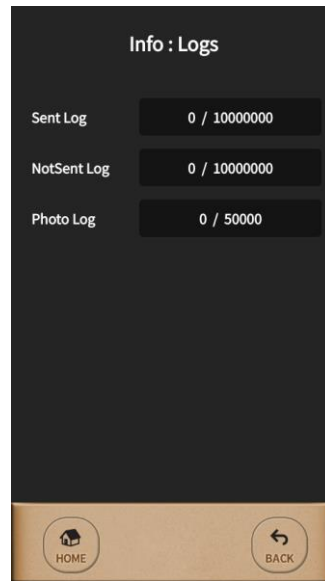 Info : Logs
Sent Log 0 / 10000000
NotSent Log 0 / 10000000
Photo Log 0 / 50000
HOME BACK